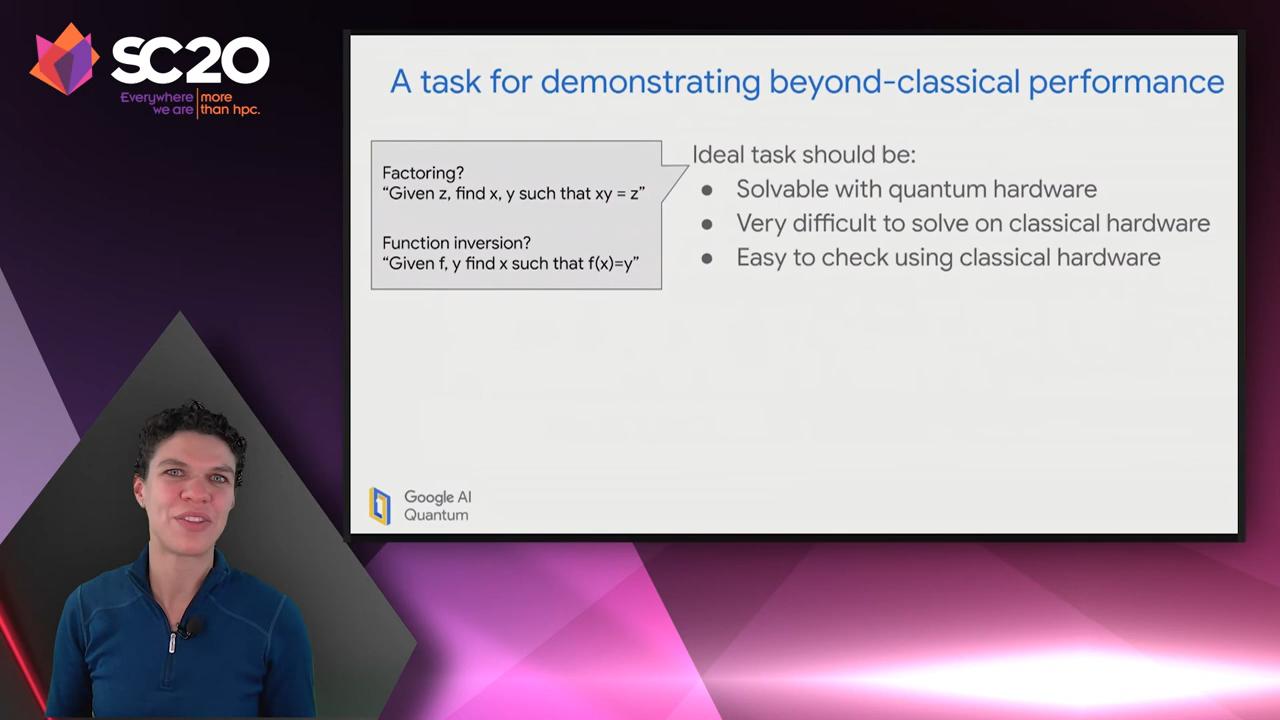 SC20
Everywhere more
we are than hpc.
A task for demonstrating beyond-classical performance
Factoring?
“Given z, find x, y such that xy = z”
Function inversion?
“Given f, y find x such that f(x)=y”
Ideal task should be:
● Solvable with quantum hardware
● Very difficult to solve on classical hardware
● Easy to check using classical hardware
Google AI
Quantum